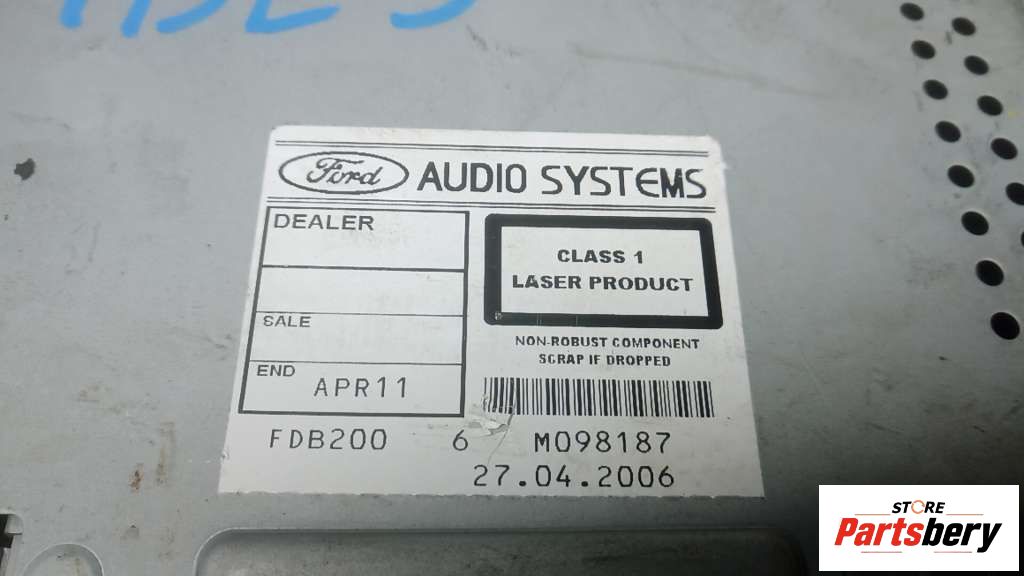 Ford AUDIO SYSTEMS
DEALER
SALE
END APR11
CLASS 1
LASER PRODUCT
NON-ROBUST COMPONENT
SCRAP IF DROPPED
FDB200 6 M098187
27.04.2006
STORE
Partsbery